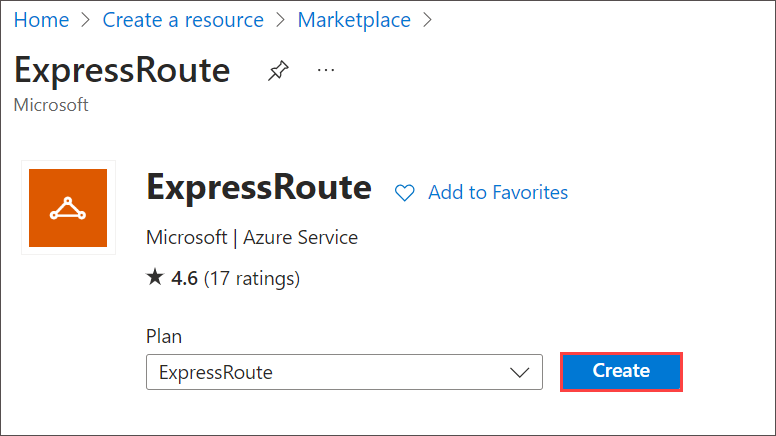 Home > Create a resource > Marketplace >
ExpressRoute ...
Microsoft
ExpressRoute Add to Favorites
Microsoft | Azure Service
★ 4.6 (17 ratings)
Plan
ExpressRoute Create